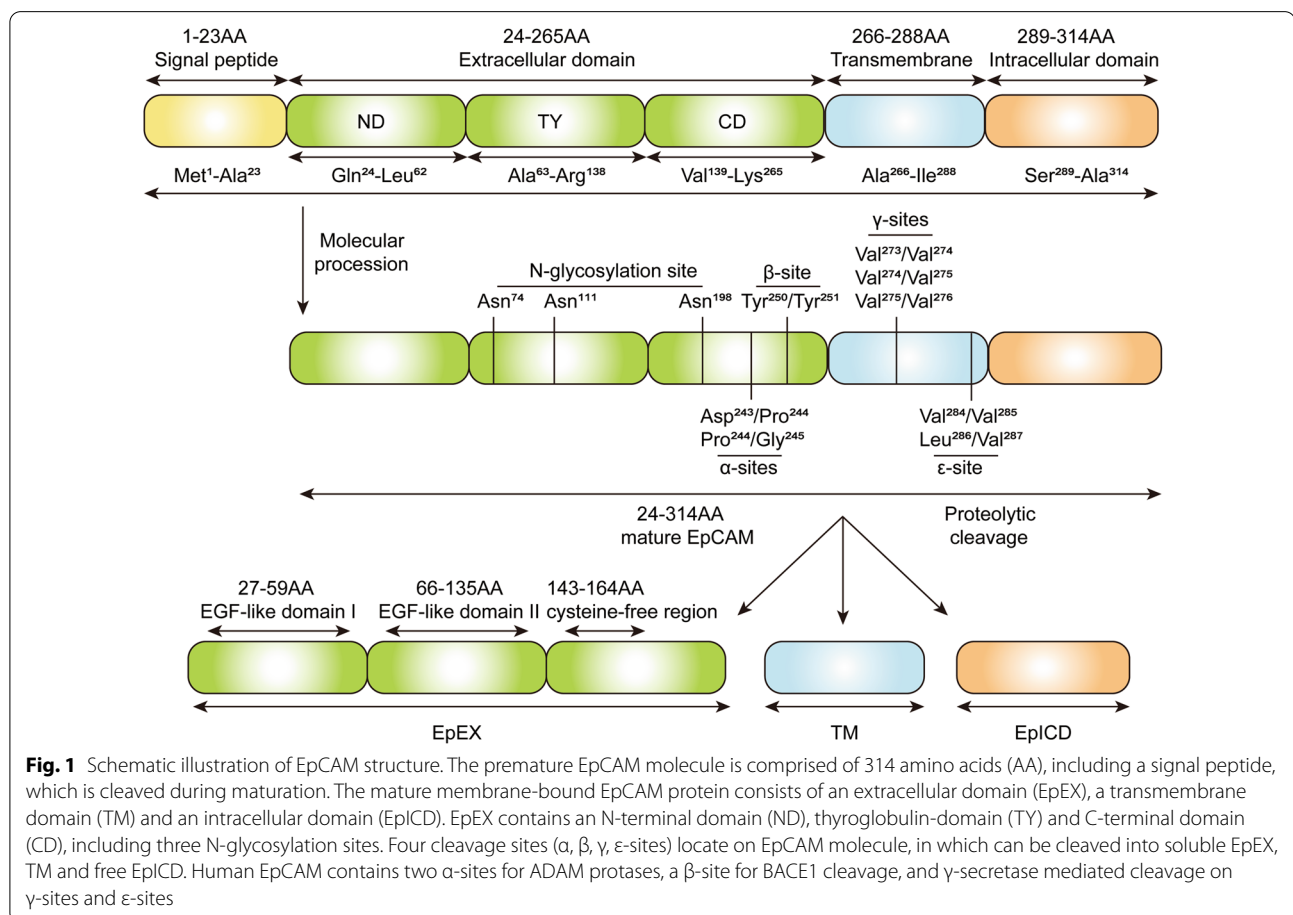 1-23AA 24-265AA 266-288AA 289-314AA
Signal peptide Extracellular domain Transmembrane Intracellular domain
ND TY CD
Met¹-Ala²³ Gln²⁴-Leu⁶² Ala⁶³-Arg¹³⁸ Val¹³⁹-Lys²⁶⁵ Ala²⁶⁶-Ile²⁸⁸ Ser²⁸⁹-Ala³¹⁴
Molecular
procession
γ-sites
Val²⁷³/Val²⁷⁴
Val²⁷⁴/Val²⁷⁵
Val²⁷⁵/Val²⁷⁶
N-glycosylation site β-site
Asn⁷⁴ Asn¹¹¹ Asn¹⁹⁸ Tyr²⁵⁰/Tyr²⁵¹
Asp²⁴³/Pro²⁴⁴ Val²⁸⁴/Val²⁸⁵
Pro²⁴⁴/Gly²⁴⁵ Leu²⁸⁶/Val²⁸⁷
α-sites ε-site
24-314AA Proteolytic
mature EpCAM cleavage
27-59AA 66-135AA 143-164AA
EGF-like domain I EGF-like domain II cysteine-free region
EpEX TM EpICD
Fig. 1 Schematic illustration of EpCAM structure. The premature EpCAM molecule is comprised of 314 amino acids (AA), including a signal peptide,
which is cleaved during maturation. The mature membrane-bound EpCAM protein consists of an extracellular domain (EpEX), a transmembrane
domain (TM) and an intracellular domain (EpICD). EpEX contains an N-terminal domain (ND), thyroglobulin-domain (TY) and C-terminal domain
(CD), including three N-glycosylation sites. Four cleavage sites (α, β, γ, ε-sites) locate on EpCAM molecule, in which can be cleaved into soluble EpEX,
TM and free EpICD. Human EpCAM contains two α-sites for ADAM protases, a β-site for BACE1 cleavage, and γ-secretase mediated cleavage on
γ-sites and ε-sites